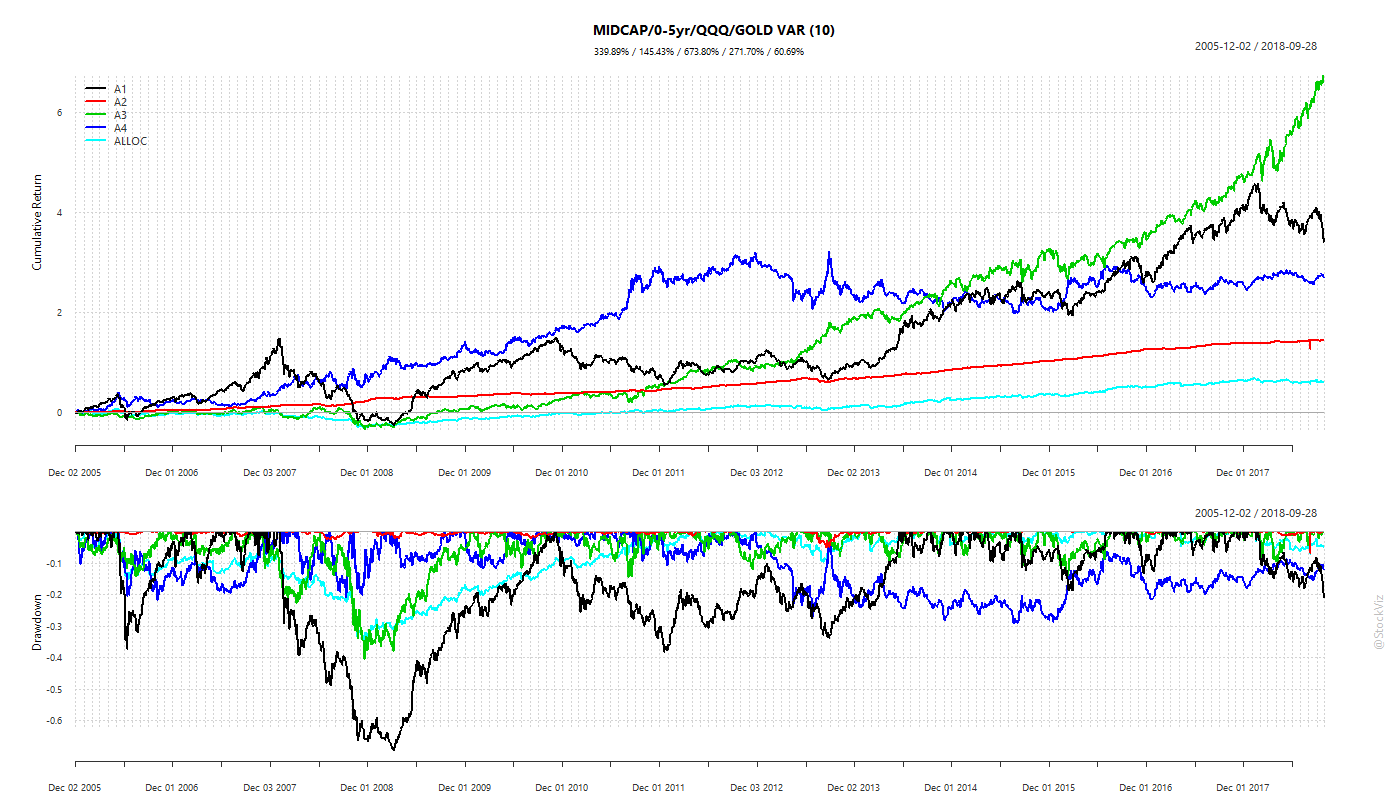 MIDCAP/0-5yr/QQQ/GOLD VAR (10)
339.89% / 145.43% / 673.80% / 271.70% / 60.69%
2005-12-02 / 2018-09-28
A1
A2
A3
A4
ALLOC
Cumulative Return
6
4
2
0
Dec 02 2005 Dec 01 2006 Dec 03 2007 Dec 01 2008 Dec 01 2009 Dec 01 2010 Dec 01 2011 Dec 03 2012 Dec 02 2013 Dec 01 2014 Dec 01 2015 Dec 01 2016 Dec 01 2017
2005-12-02 / 2018-09-28
Drawdown
-0.1
-0.2
-0.3
-0.4
-0.5
-0.6
Dec 02 2005 Dec 01 2006 Dec 03 2007 Dec 01 2008 Dec 01 2009 Dec 01 2010 Dec 01 2011 Dec 03 2012 Dec 02 2013 Dec 01 2014 Dec 01 2015 Dec 01 2016 Dec 01 2017
@StockViz